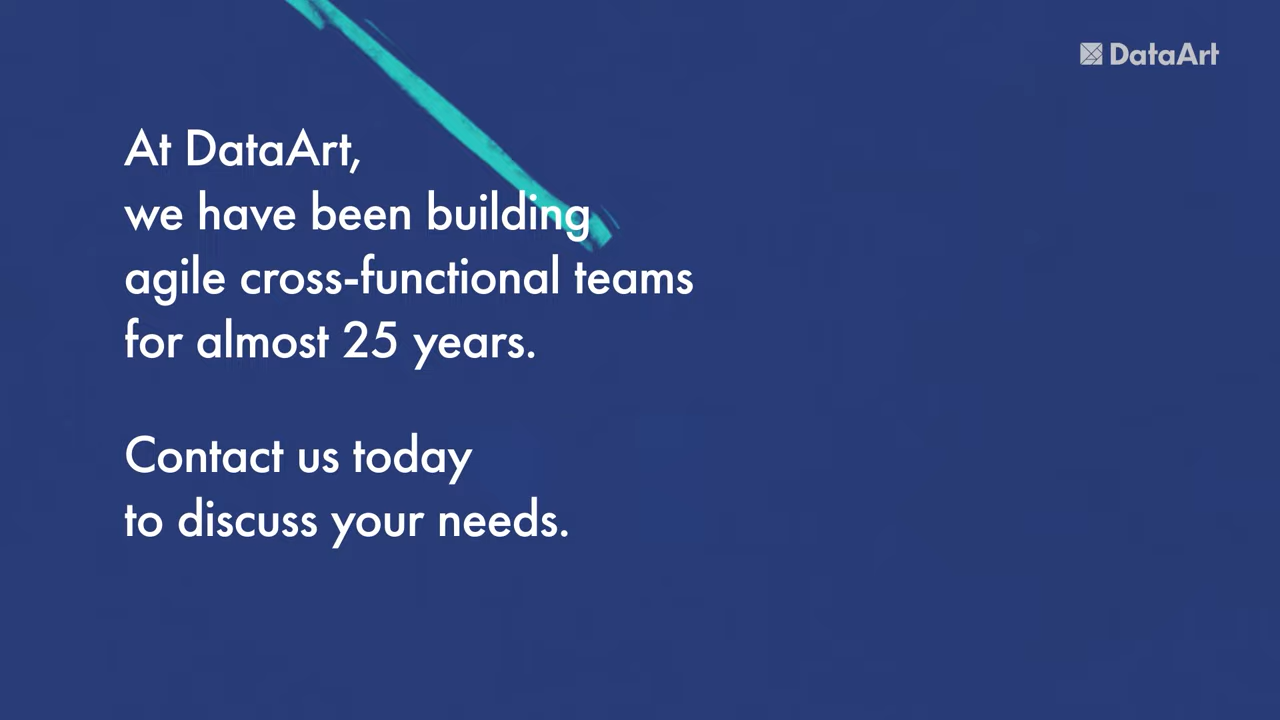 DataArt
At DataArt,
we have been building
agile cross-functional teams
for almost 25 years.
Contact us today
to discuss your needs.